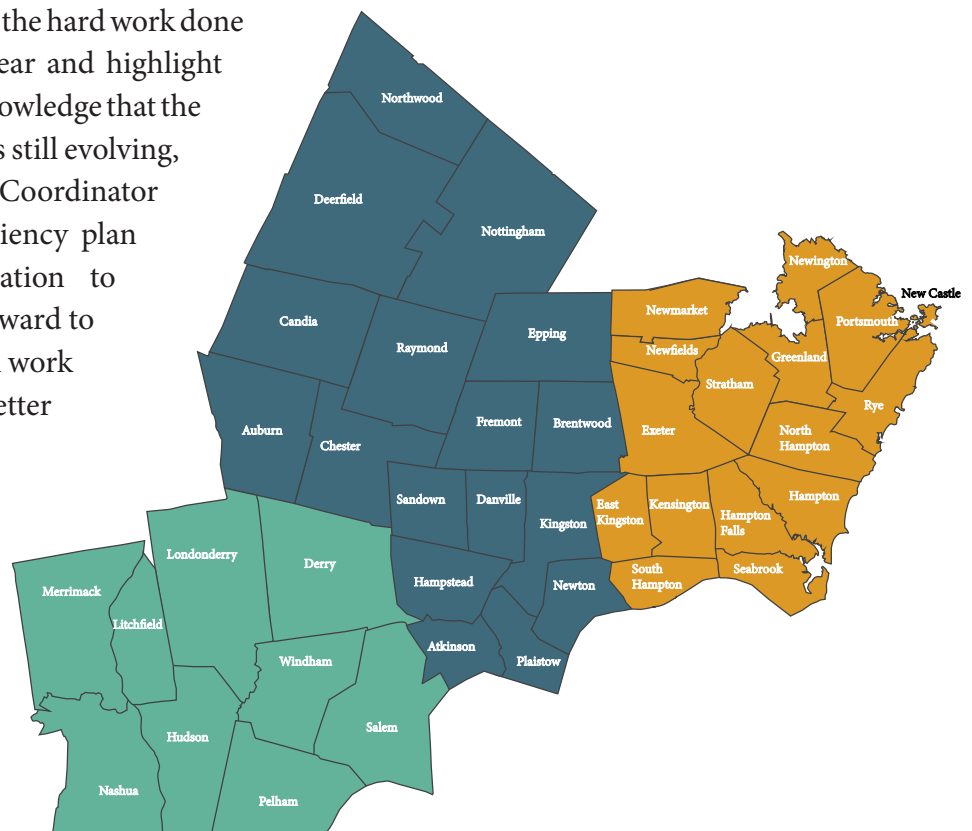 the hard work done
ear and highlight
owledge that the
s still evolving,
Coordinator
iency plan
ation to
ward to
work
etter
Northwood
Deerfield
Nottingham
Newington
New Castle
Candia
Newmarket
Portsmouth
Epping
Raymond
Newfields
Greenland
Stratham
Rye
Auburn
Fremont
Brentwood
Exeter
North
Hampton
Chester
Sandown
Danville
Kingston
East
Kingston
Kensington
Hampton
Falls
Hampton
Londonderry
Derry
Hampstead
Newton
South
Hampton
Seabrook
Merrimack
Litchfield
Windham
Atkinson
Plaistow
Hudson
Salem
Nashua
Pelham